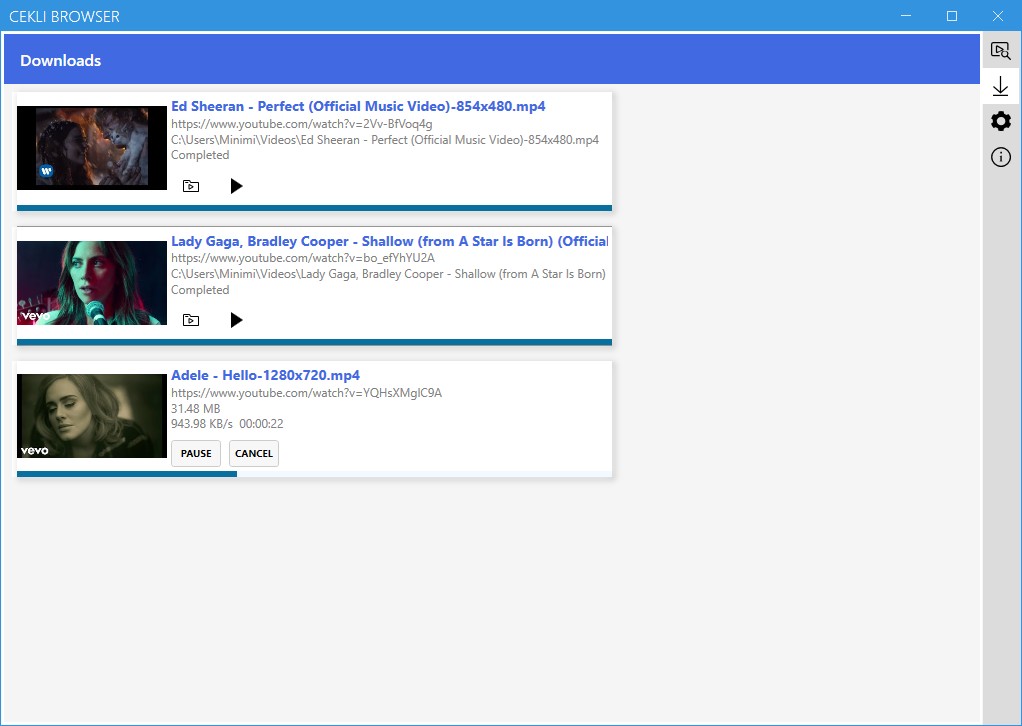 CEKLI BROWSER
Downloads
Ed Sheeran - Perfect (Official Music Video)-854x480.mp4
https://www.youtube.com/watch?v=2Vv-BfVoq4g
C:\Users\Minimi\Videos\Ed Sheeran - Perfect (Official Music Video)-854x480.mp4
Completed
Lady Gaga, Bradley Cooper - Shallow (from A Star Is Born) (Official
https://www.youtube.com/watch?v=bo_efYhYU2A
C:\Users\Minimi\Videos\Lady Gaga, Bradley Cooper - Shallow (from A Star Is Born)
Completed
vevo
Adele - Hello-1280x720.mp4
https://www.youtube.com/watch?v=YQHsXMglC9A
31.48 MB
943.98 KB/s 00:00:22
vevo
PAUSE CANCEL